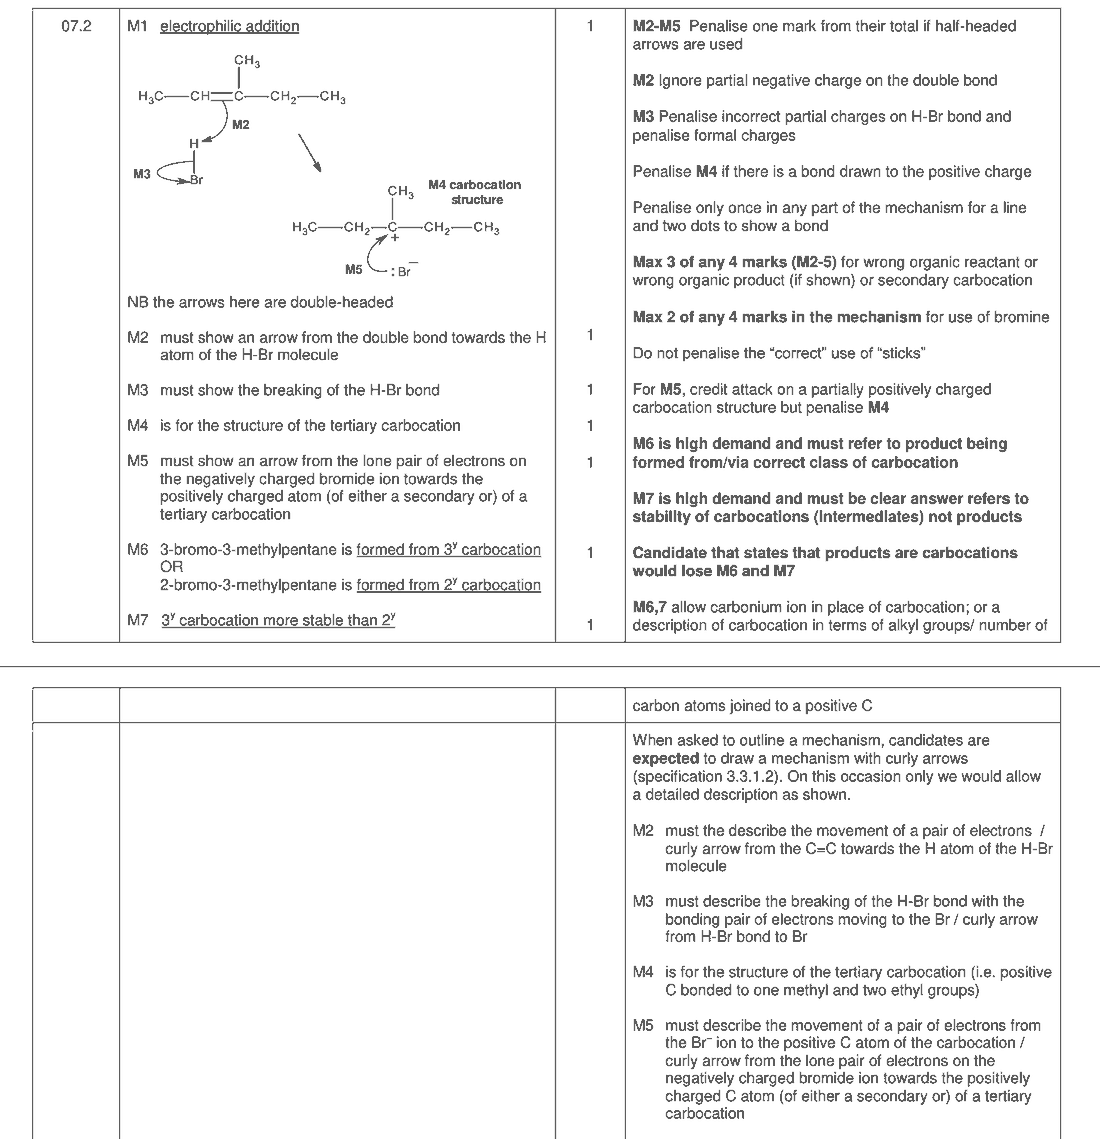 07.2
M1 electrophilic addition
CH3
H3C—CH=C—CH2—CH3
M2
H
M3
Br
CH3
M4 carbocation
structure
H3C—CH2—C—CH2—CH3
+
M5
:Br–
NB the arrows here are double-headed
M2 must show an arrow from the double bond towards the H
atom of the H-Br molecule
M3 must show the breaking of the H-Br bond
M4 is for the structure of the tertiary carbocation
M5 must show an arrow from the lone pair of electrons on
the negatively charged bromide ion towards the
positively charged atom (of either a secondary or) of a
tertiary carbocation
M6 3-bromo-3-methylpentane is formed from 3y carbocation
OR
2-bromo-3-methylpentane is formed from 2y carbocation
M7 3y carbocation more stable than 2y
1
1
1
1
1
1
1
M2-M5 Penalise one mark from their total if half-headed
arrows are used
M2 Ignore partial negative charge on the double bond
M3 Penalise incorrect partial charges on H-Br bond and
penalise formal charges
Penalise M4 if there is a bond drawn to the positive charge
Penalise only once in any part of the mechanism for a line
and two dots to show a bond
Max 3 of any 4 marks (M2-5) for wrong organic reactant or
wrong organic product (if shown) or secondary carbocation
Max 2 of any 4 marks in the mechanism for use of bromine
Do not penalise the “correct” use of “sticks”
For M5, credit attack on a partially positively charged
carbocation structure but penalise M4
M6 is high demand and must refer to product being
formed from/via correct class of carbocation
M7 is high demand and must be clear answer refers to
stability of carbocations (intermediates) not products
Candidate that states that products are carbocations
would lose M6 and M7
M6,7 allow carbonium ion in place of carbocation; or a
description of carbocation in terms of alkyl groups/ number of
carbon atoms joined to a positive C
When asked to outline a mechanism, candidates are
expected to draw a mechanism with curly arrows
(specification 3.3.1.2). On this occasion only we would allow
a detailed description as shown.
M2 must the describe the movement of a pair of electrons /
curly arrow from the C=C towards the H atom of the H-Br
molecule
M3 must describe the breaking of the H-Br bond with the
bonding pair of electrons moving to the Br / curly arrow
from H-Br bond to Br
M4 is for the structure of the tertiary carbocation (i.e. positive
C bonded to one methyl and two ethyl groups)
M5 must describe the movement of a pair of electrons from
the Br– ion to the positive C atom of the carbocation /
curly arrow from the lone pair of electrons on the
negatively charged bromide ion towards the positively
charged C atom (of either a secondary or) of a tertiary
carbocation